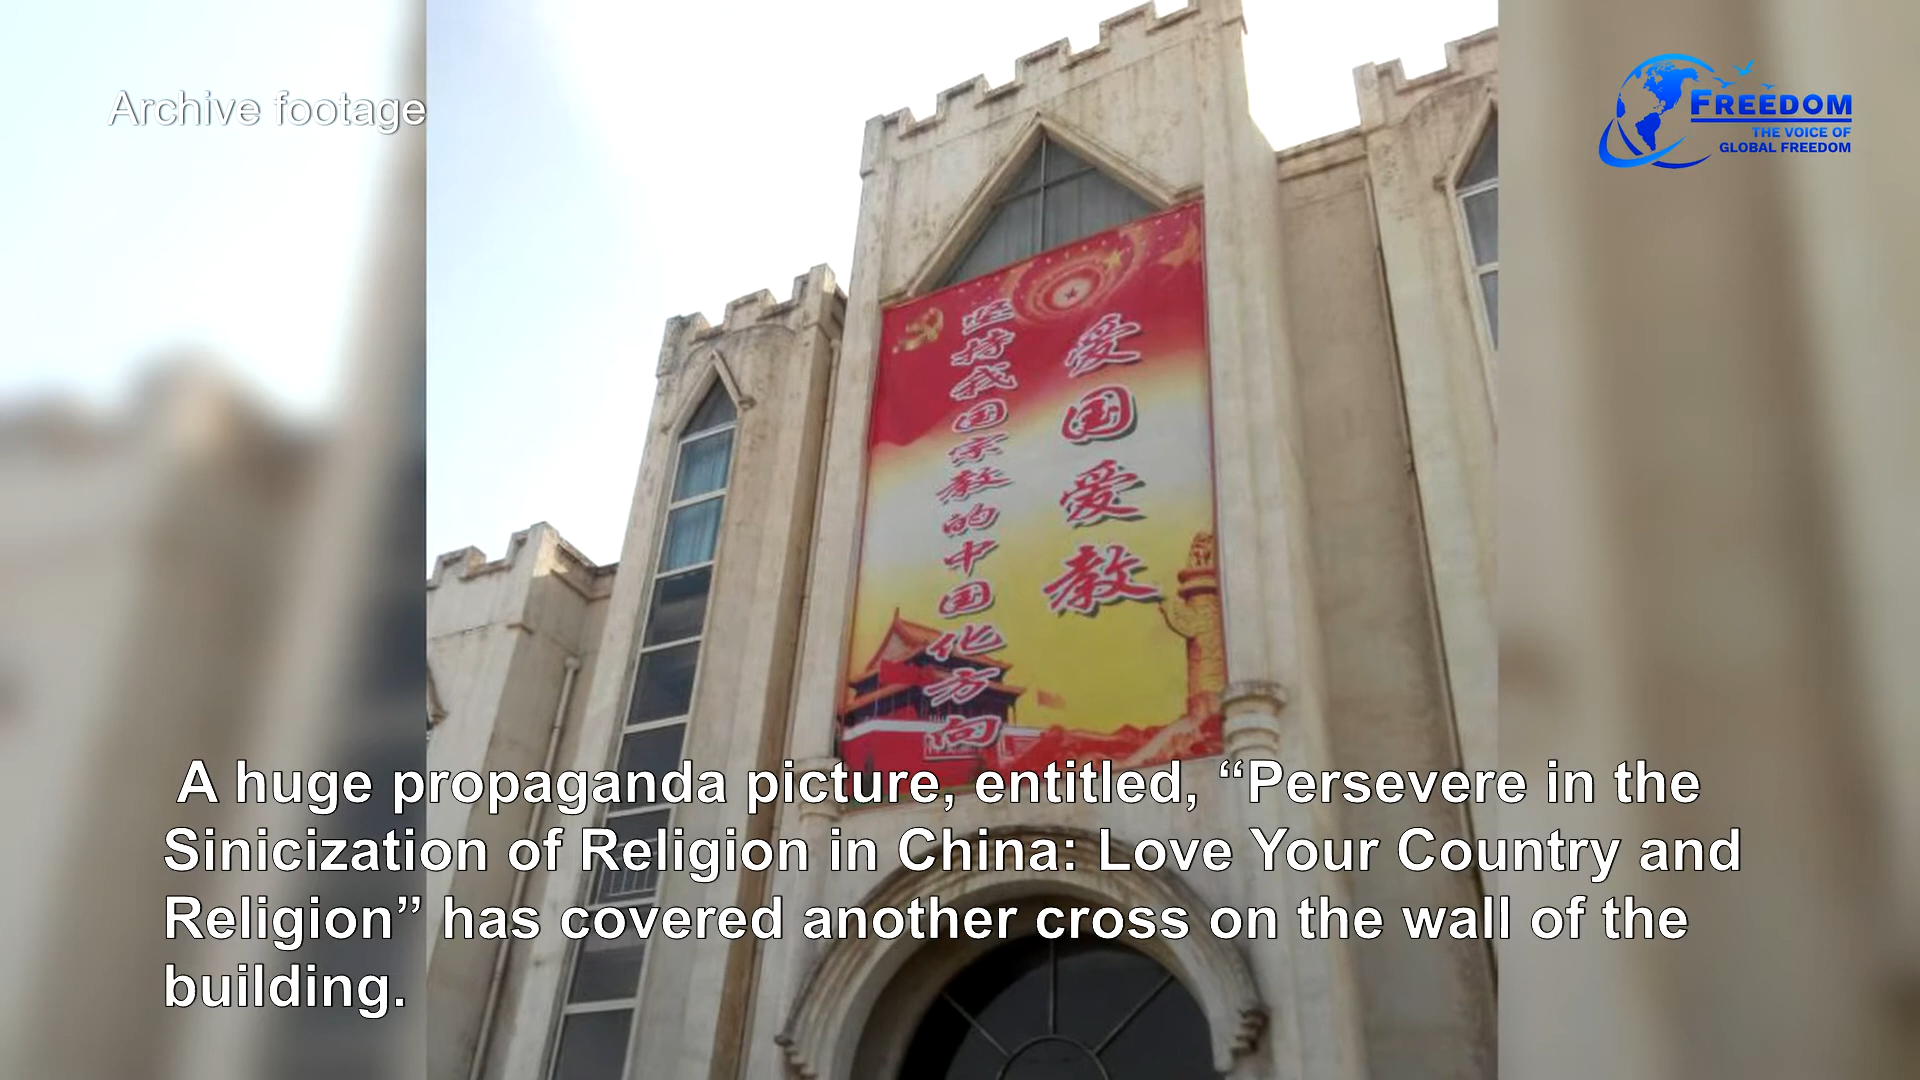 Archive footage
FREEDOM
THE VOICE OF
GLOBAL FREEDOM
爱国爱教
坚持我国宗教的中国化方向
A huge propaganda picture, entitled, “Persevere in the
Sinicization of Religion in China: Love Your Country and
Religion” has covered another cross on the wall of the
building.